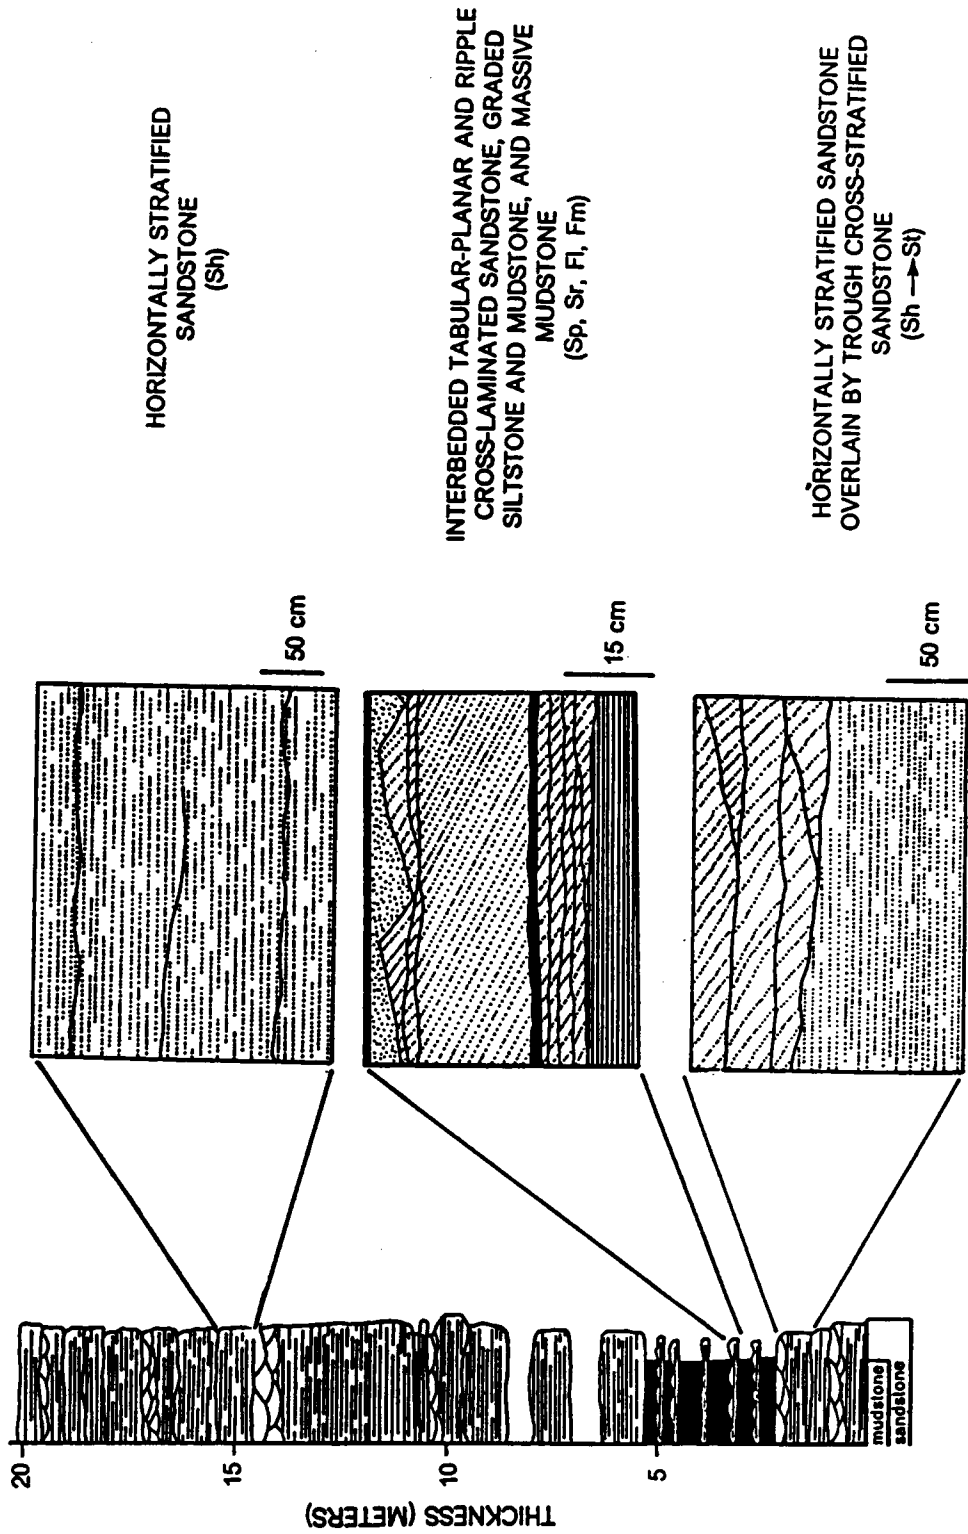 THICKNESS (METERS)
20
15
10
5
mudstone
sandstone
50 cm
15 cm
50 cm
HORIZONTALLY STRATIFIED
SANDSTONE
(Sh)
INTERBEDDED TABULAR-PLANAR AND RIPPLE
CROSS-LAMINATED SANDSTONE, GRADED
SILTSTONE AND MUDSTONE, AND MASSIVE
MUDSTONE
(Sp, Sr, Fl, Fm)
HORIZONTALLY STRATIFIED SANDSTONE
OVERLAIN BY TROUGH CROSS-STRATIFIED
SANDSTONE
(Sh → St)